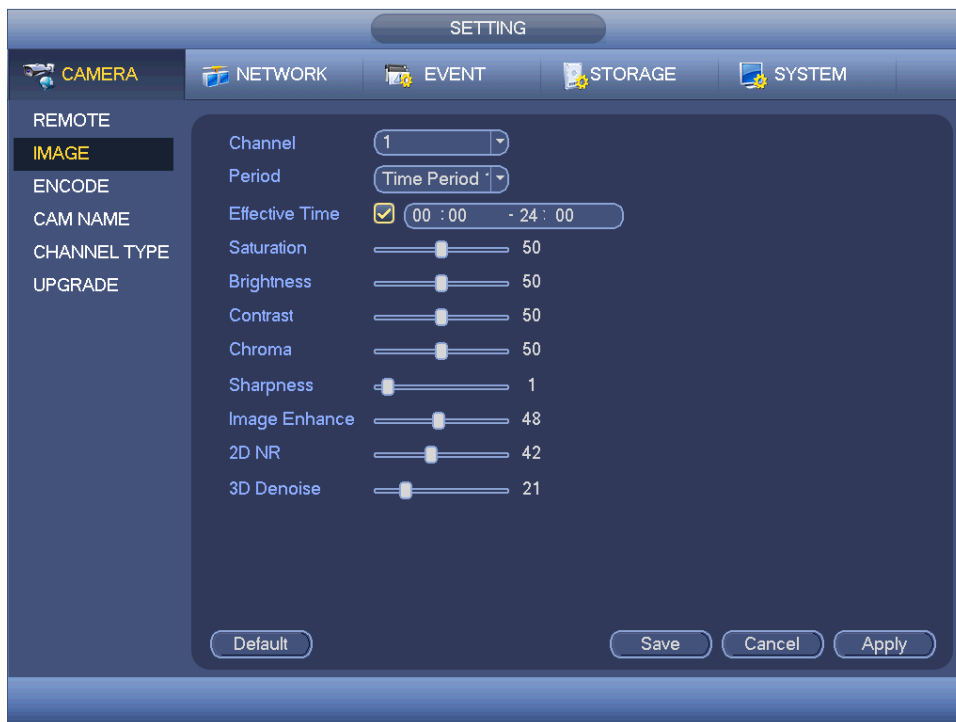 SETTING
CAMERA NETWORK EVENT STORAGE SYSTEM
REMOTE
IMAGE
ENCODE
CAM NAME
CHANNEL TYPE
UPGRADE
Channel 1
Period Time Period
Effective Time 00 :00 - 24 : 00
Saturation 50
Brightness 50
Contrast 50
Chroma 50
Sharpness 1
Image Enhance 48
2D NR 42
3D Denoise 21
Default Save Cancel Apply